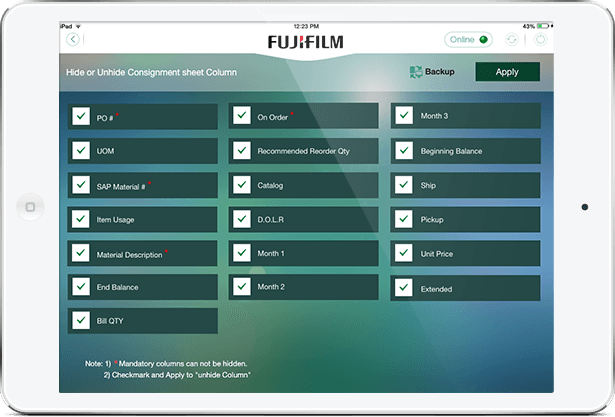 iPad 12:23 PM 43%
FUJIFILM
Online
Hide or Unhide Consignment sheet Column
Backup
Apply
PO # *
On Order *
Month 3
UOM
Recommended Reorder Qty
Beginning Balance
SAP Material # *
Catalog
Ship
Item Usage
D.O.L.R
Pickup
Material Description *
Month 1
Unit Price
End Balance
Month 2
Extended
Bill QTY
Note: 1) *Mandatory columns can not be hidden.
2) Checkmark and Apply to "unhide Column"